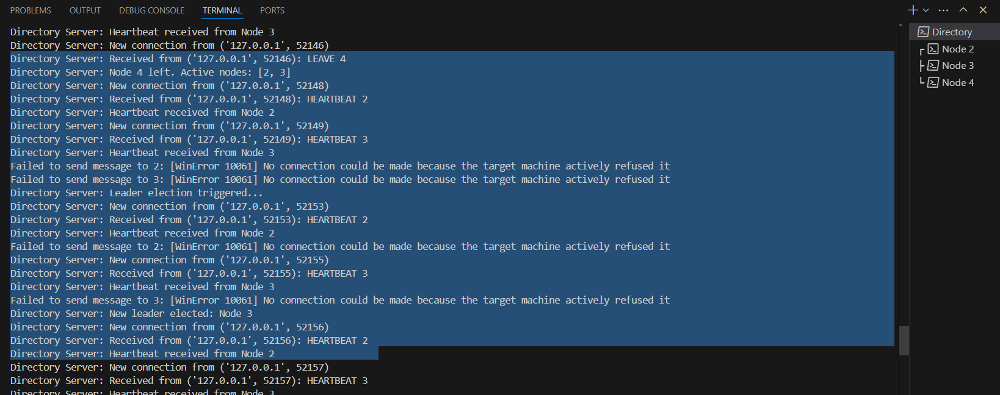 PROBLEMS OUTPUT DEBUG CONSOLE TERMINAL PORTS
Directory Server: Heartbeat received from Node 3
Directory Server: New connection from ('127.0.0.1', 52146)
Directory Server: Received from ('127.0.0.1', 52146): LEAVE 4
Directory Server: Node 4 left. Active nodes: [2, 3]
Directory Server: New connection from ('127.0.0.1', 52148)
Directory Server: Received from ('127.0.0.1', 52148): HEARTBEAT 2
Directory Server: Heartbeat received from Node 2
Directory Server: New connection from ('127.0.0.1', 52149)
Directory Server: Received from ('127.0.0.1', 52149): HEARTBEAT 3
Directory Server: Heartbeat received from Node 3
Failed to send message to 2: [WinError 10061] No connection could be made because the target machine actively refused it
Failed to send message to 3: [WinError 10061] No connection could be made because the target machine actively refused it
Directory Server: Leader election triggered...
Directory Server: New connection from ('127.0.0.1', 52153)
Directory Server: Received from ('127.0.0.1', 52153): HEARTBEAT 2
Directory Server: Heartbeat received from Node 2
Failed to send message to 2: [WinError 10061] No connection could be made because the target machine actively refused it
Directory Server: New connection from ('127.0.0.1', 52155)
Directory Server: Received from ('127.0.0.1', 52155): HEARTBEAT 3
Directory Server: Heartbeat received from Node 3
Failed to send message to 3: [WinError 10061] No connection could be made because the target machine actively refused it
Directory Server: New leader elected: Node 3
Directory Server: New connection from ('127.0.0.1', 52156)
Directory Server: Received from ('127.0.0.1', 52156): HEARTBEAT 2
Directory Server: Heartbeat received from Node 2
Directory Server: New connection from ('127.0.0.1', 52157)
Directory Server: Received from ('127.0.0.1', 52157): HEARTBEAT 3
Directory Server: Heartbeat received from Node 3
Directory
Node 2
Node 3
Node 4